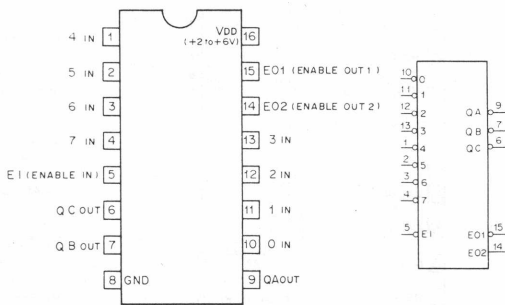 4 IN 1
5 IN 2
6 IN 3
7 IN 4
EI (ENABLE IN) 5
QC OUT 6
QB OUT 7
8 GND
VDD 16
(+2 to +6V)
15 EO1 (ENABLE OUT 1)
14 EO2 (ENABLE OUT 2)
13 3 IN
12 2 IN
11 1 IN
10 0 IN
9 QAOUT
10 0
11 1
12 2
13 3
1 4
2 5
3 6
4 7
5 EI
QA 9
QB 7
QC 6
EO1 15
EO2 14